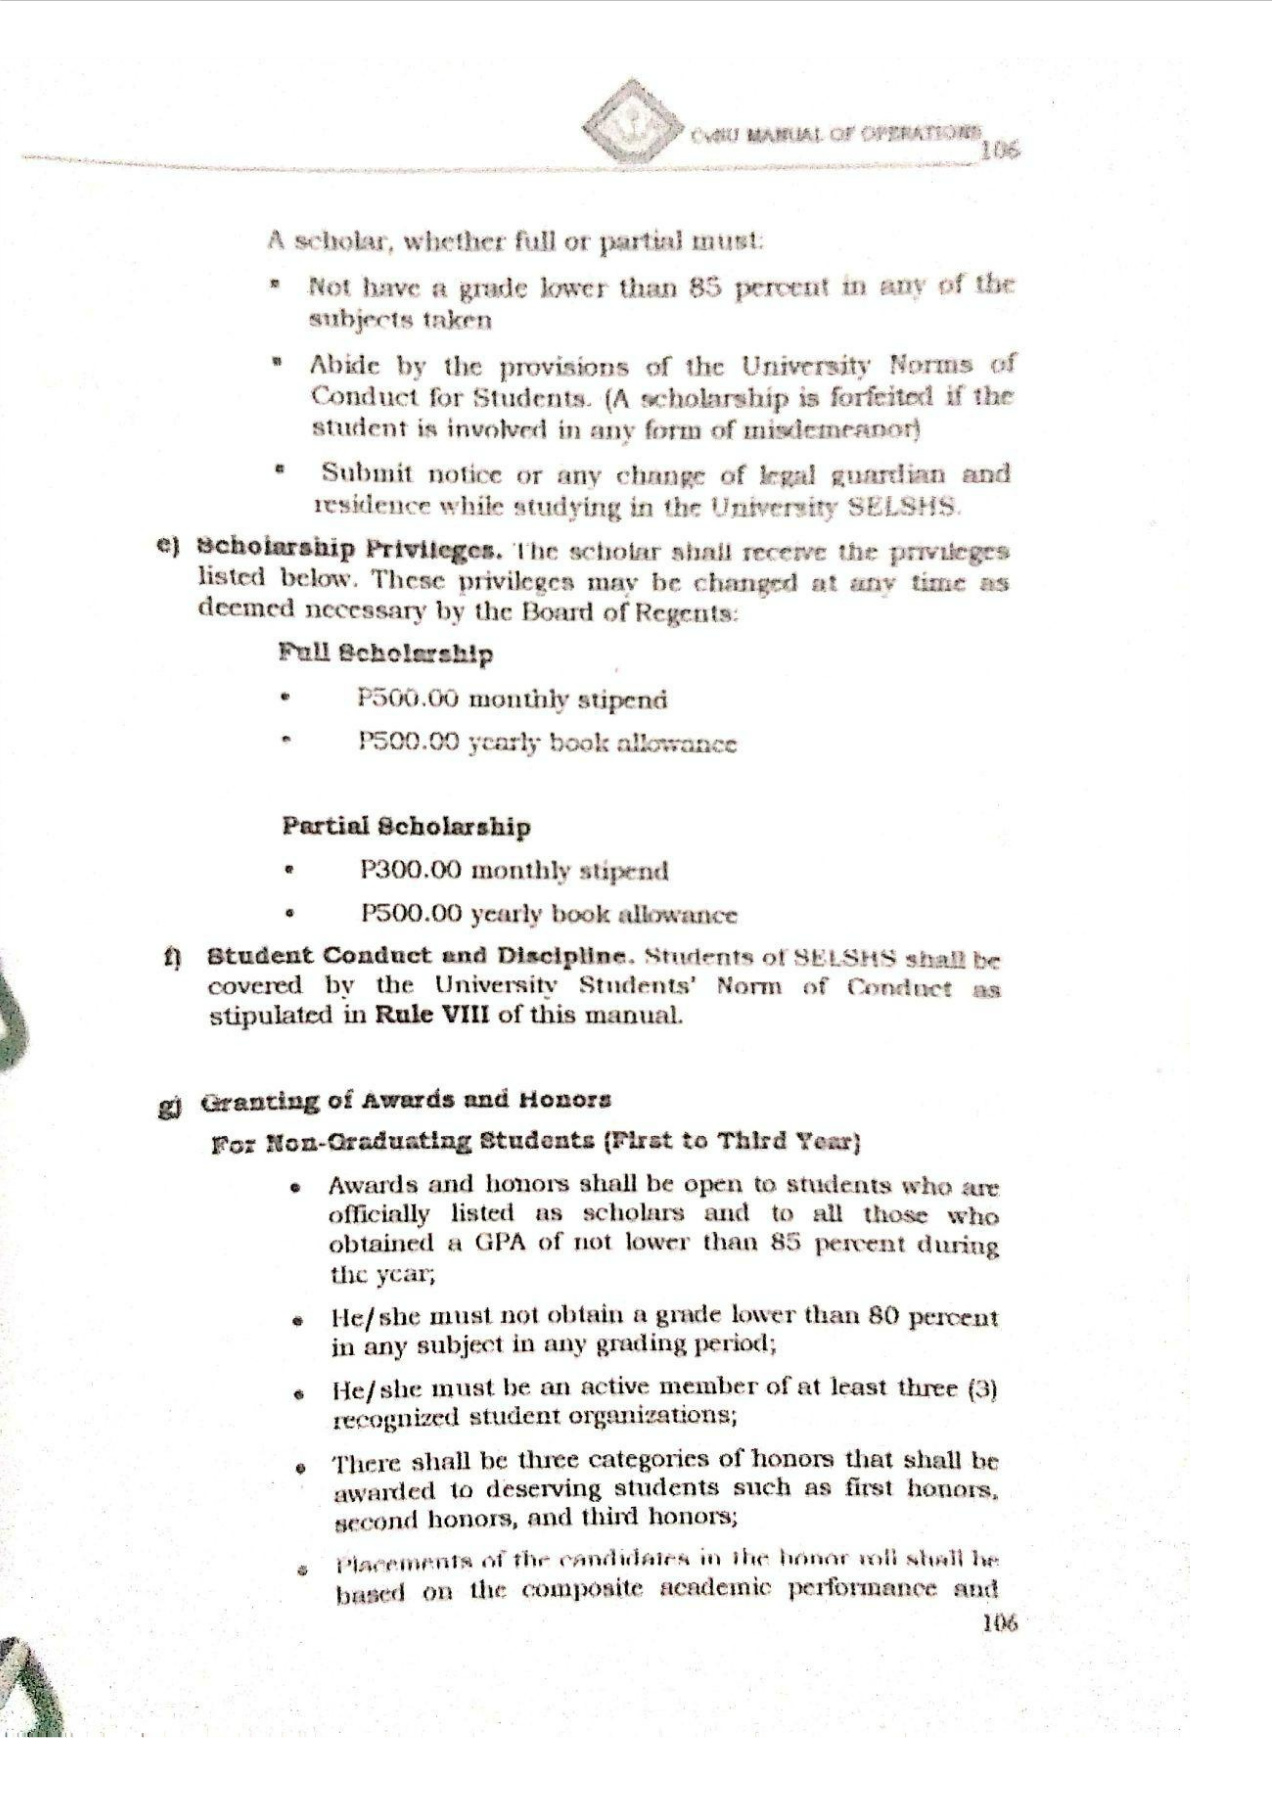 CvSU MANUAL OF OPERATIONS
106
A scholar, whether full or partial must:
▪ Not have a grade lower than 85 percent in any of the
subjects taken
▪ Abide by the provisions of the University Norms of
Conduct for Students. (A scholarship is forfeited if the
student is involved in any form of misdemeanor)
▪ Submit notice or any change of legal guardian and
residence while studying in the University SELSHS.
e) Scholarship Privileges. The scholar shall receive the privileges
listed below. These privileges may be changed at any time as
deemed necessary by the Board of Regents:
Full Scholarship
• P500.00 monthly stipend
• P500.00 yearly book allowance
Partial Scholarship
• P300.00 monthly stipend
• P500.00 yearly book allowance
f) Student Conduct and Discipline. Students of SELSHS shall be
covered by the University Students' Norm of Conduct as
stipulated in Rule VIII of this manual.
g) Granting of Awards and Honors
For Non-Graduating Students (First to Third Year)
• Awards and honors shall be open to students who are
officially listed as scholars and to all those who
obtained a GPA of not lower than 85 percent during
the year;
• He/she must not obtain a grade lower than 80 percent
in any subject in any grading period;
• He/she must be an active member of at least three (3)
recognized student organizations;
• There shall be three categories of honors that shall be
awarded to deserving students such as first honors,
second honors, and third honors;
• Placements of the candidates in the honor roll shall be
based on the composite academic performance and
106